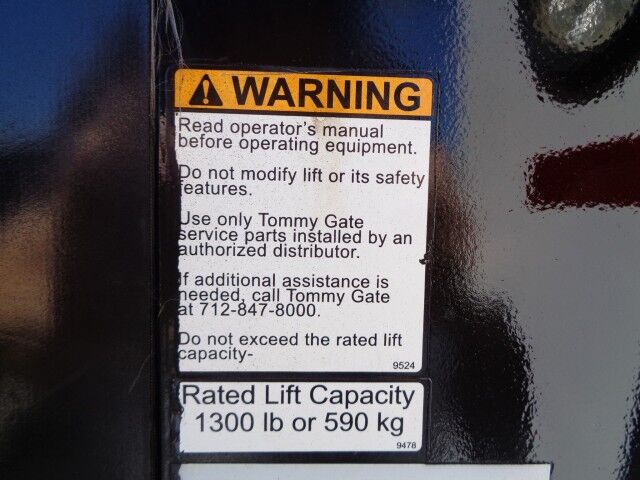 WARNING
Read operator's manual
before operating equipment.
Do not modify lift or its safety
features.
Use only Tommy Gate
service parts installed by an
authorized distributor.
If additional assistance is
needed, call Tommy Gate
at 712-847-8000.
Do not exceed the rated lift
capacity-
9524
Rated Lift Capacity
1300 lb or 590 kg
9478